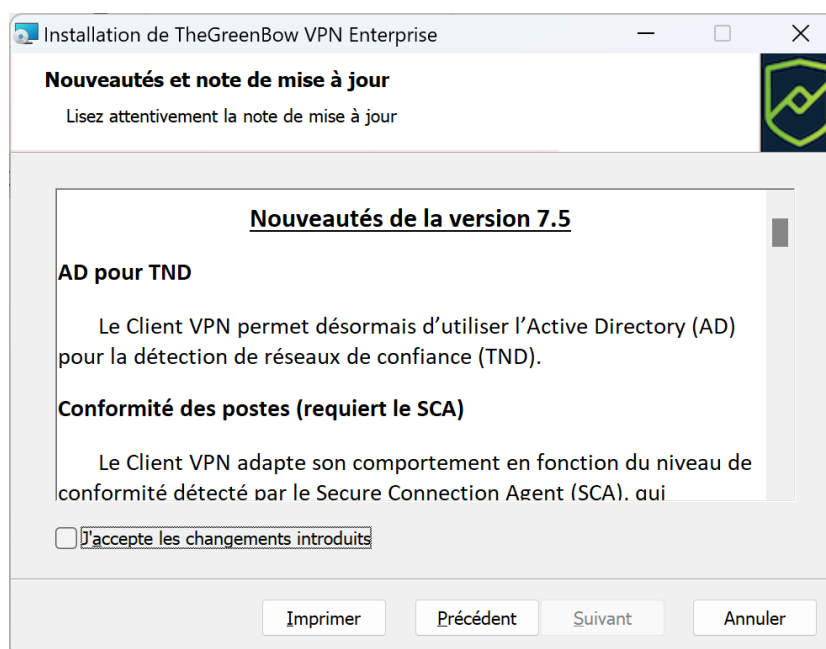 Installation de TheGreenBow VPN Enterprise
Nouveautés et note de mise à jour
Lisez attentivement la note de mise à jour
Nouveautés de la version 7.5
AD pour TND
Le Client VPN permet désormais d’utiliser l’Active Directory (AD)
pour la détection de réseaux de confiance (TND).
Conformité des postes (requiert le SCA)
Le Client VPN adapte son comportement en fonction du niveau de
conformité détecté par le Secure Connection Agent (SCA), qui
J'accepte les changements introduits
Imprimer Précédent Suivant Annuler